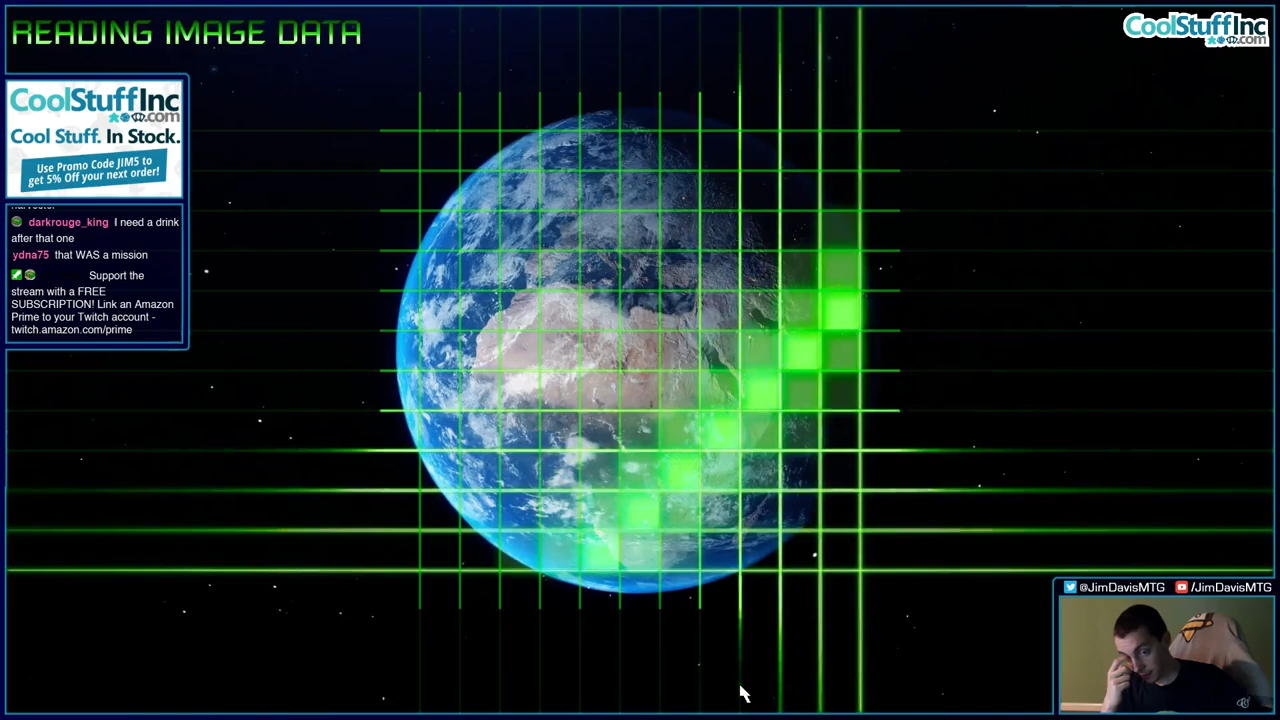 READING IMAGE DATA
CoolStuffInc
.com
CoolStuffInc
.com
Cool Stuff. In Stock.
Use Promo Code JIM5 to
get 5% Off your next order!
darkrouge_king I need a drink
after that one
ydna75 that WAS a mission
Support the
stream with a FREE
SUBSCRIPTION! Link an Amazon
Prime to your Twitch account -
twitch.amazon.com/prime
@JimDavisMTG /JimDavisMTG